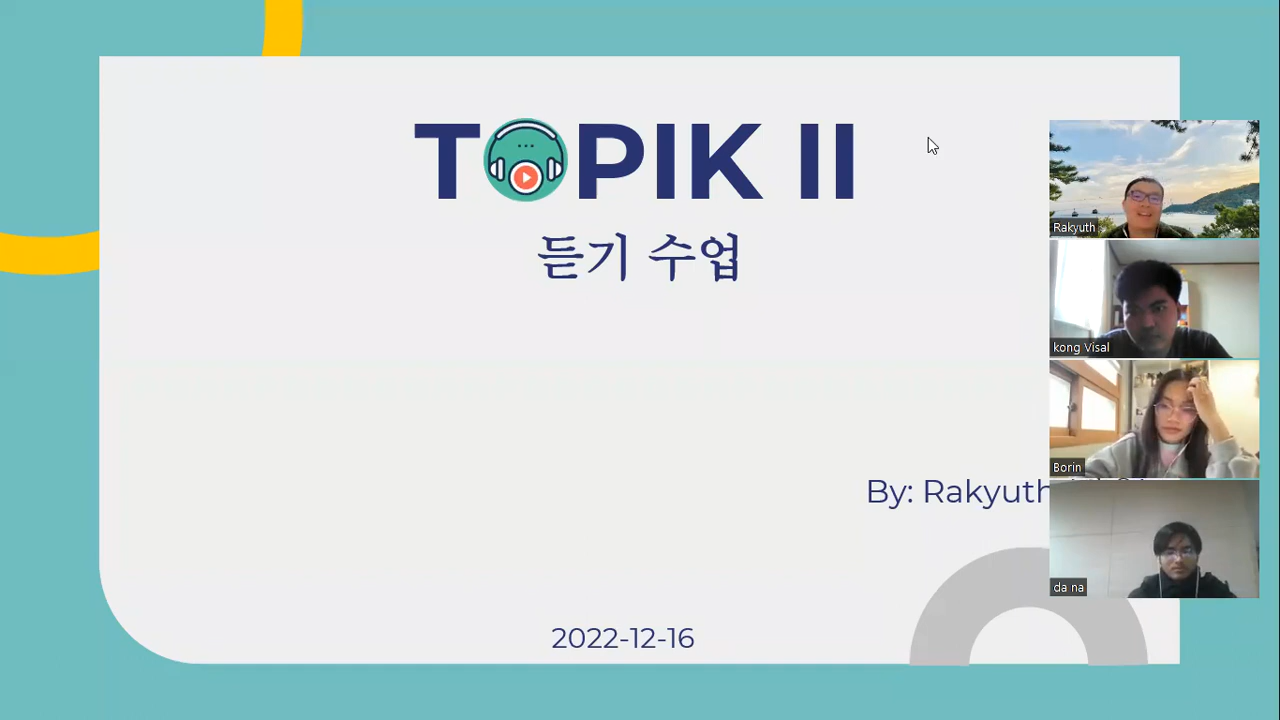 TOPIK II
듣기 수업
By: Rakyuth
2022-12-16
Rakyuth
kong Visal
Borin
da na